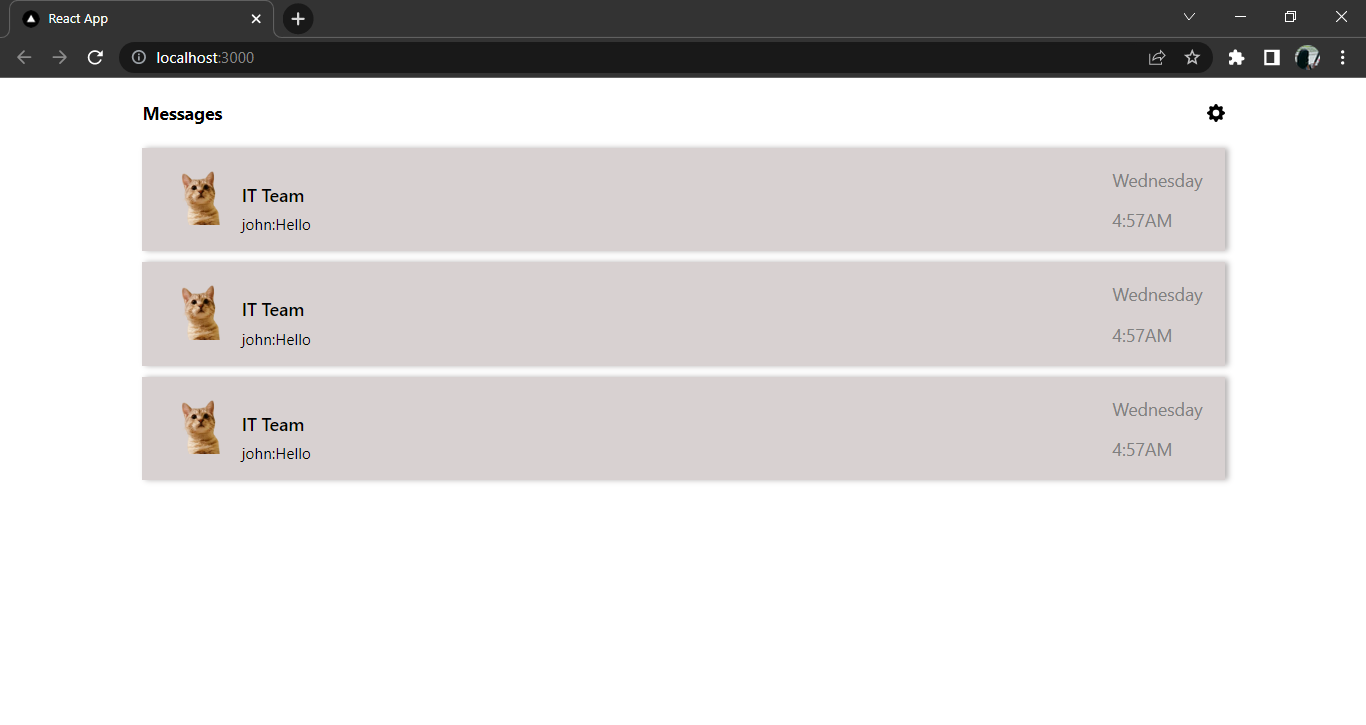 React App
localhost:3000
Messages
IT Team
john:Hello
Wednesday
4:57AM
IT Team
john:Hello
Wednesday
4:57AM
IT Team
john:Hello
Wednesday
4:57AM